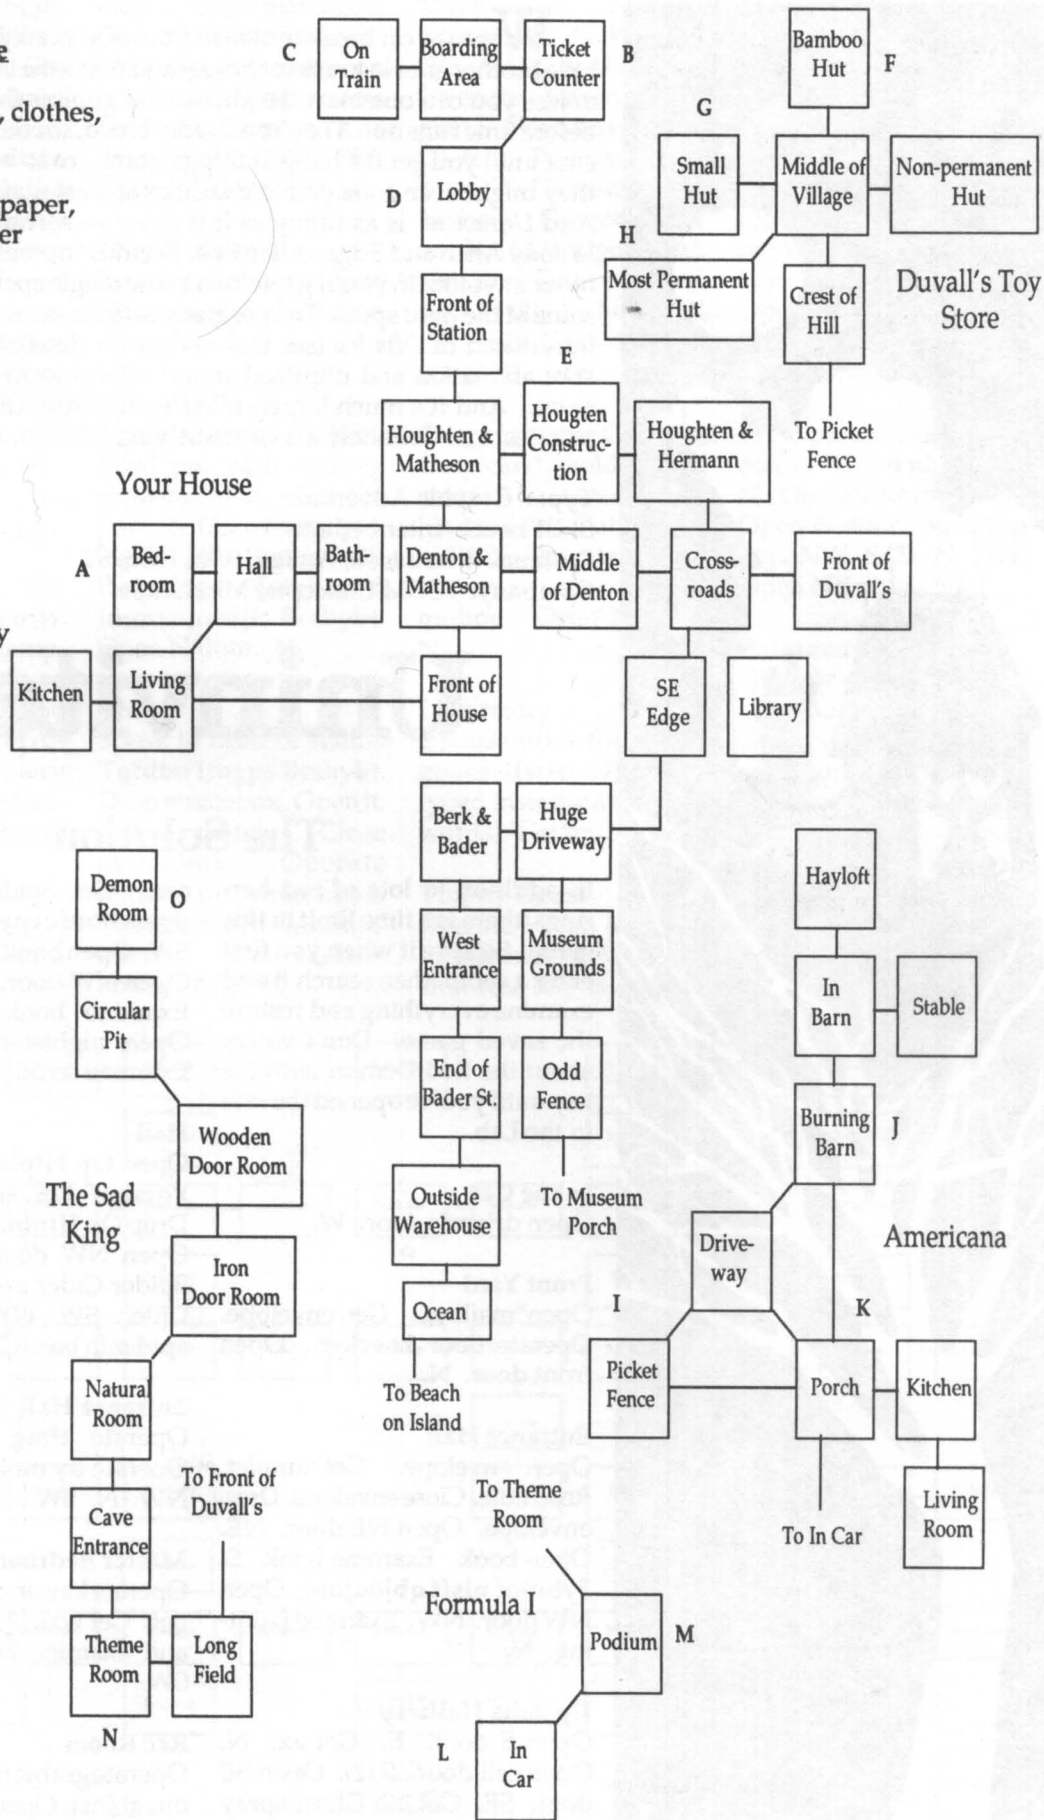 e
, clothes,
paper,
er
y
C
On
Train
Boarding
Area
Ticket
Counter
B
D
Lobby
Front of
Station
E
Houghten &
Matheson
Hougten
Construc-
tion
Houghten &
Hermann
Bamboo
Hut
F
G
Small
Hut
Middle of
Village
Non-permanent
Hut
H
Most Permanent
Hut
Crest of
Hill
Duvall's Toy
Store
To Picket
Fence
Your House
A
Bed-
room
Hall
Bath-
room
Denton &
Matheson
Middle
of Denton
Cross-
roads
Front of
Duvall's
Kitchen
Living
Room
Front of
House
SE
Edge
Library
Berk &
Bader
Huge
Driveway
West
Entrance
Museum
Grounds
End of
Bader St.
Odd
Fence
Outside
Warehouse
To Museum
Porch
Ocean
To Beach
on Island
Demon
Room
O
Circular
Pit
Wooden
Door Room
The Sad
King
Iron
Door Room
Natural
Room
Cave
Entrance
To Front of
Duvall's
Theme
Room
Long
Field
N
Hayloft
In
Barn
Stable
Burning
Barn
J
Drive-
way
Americana
I
K
Picket
Fence
Porch
Kitchen
Living
Room
To In Car
To Theme
Room
Formula I
Podium
M
L
In
Car